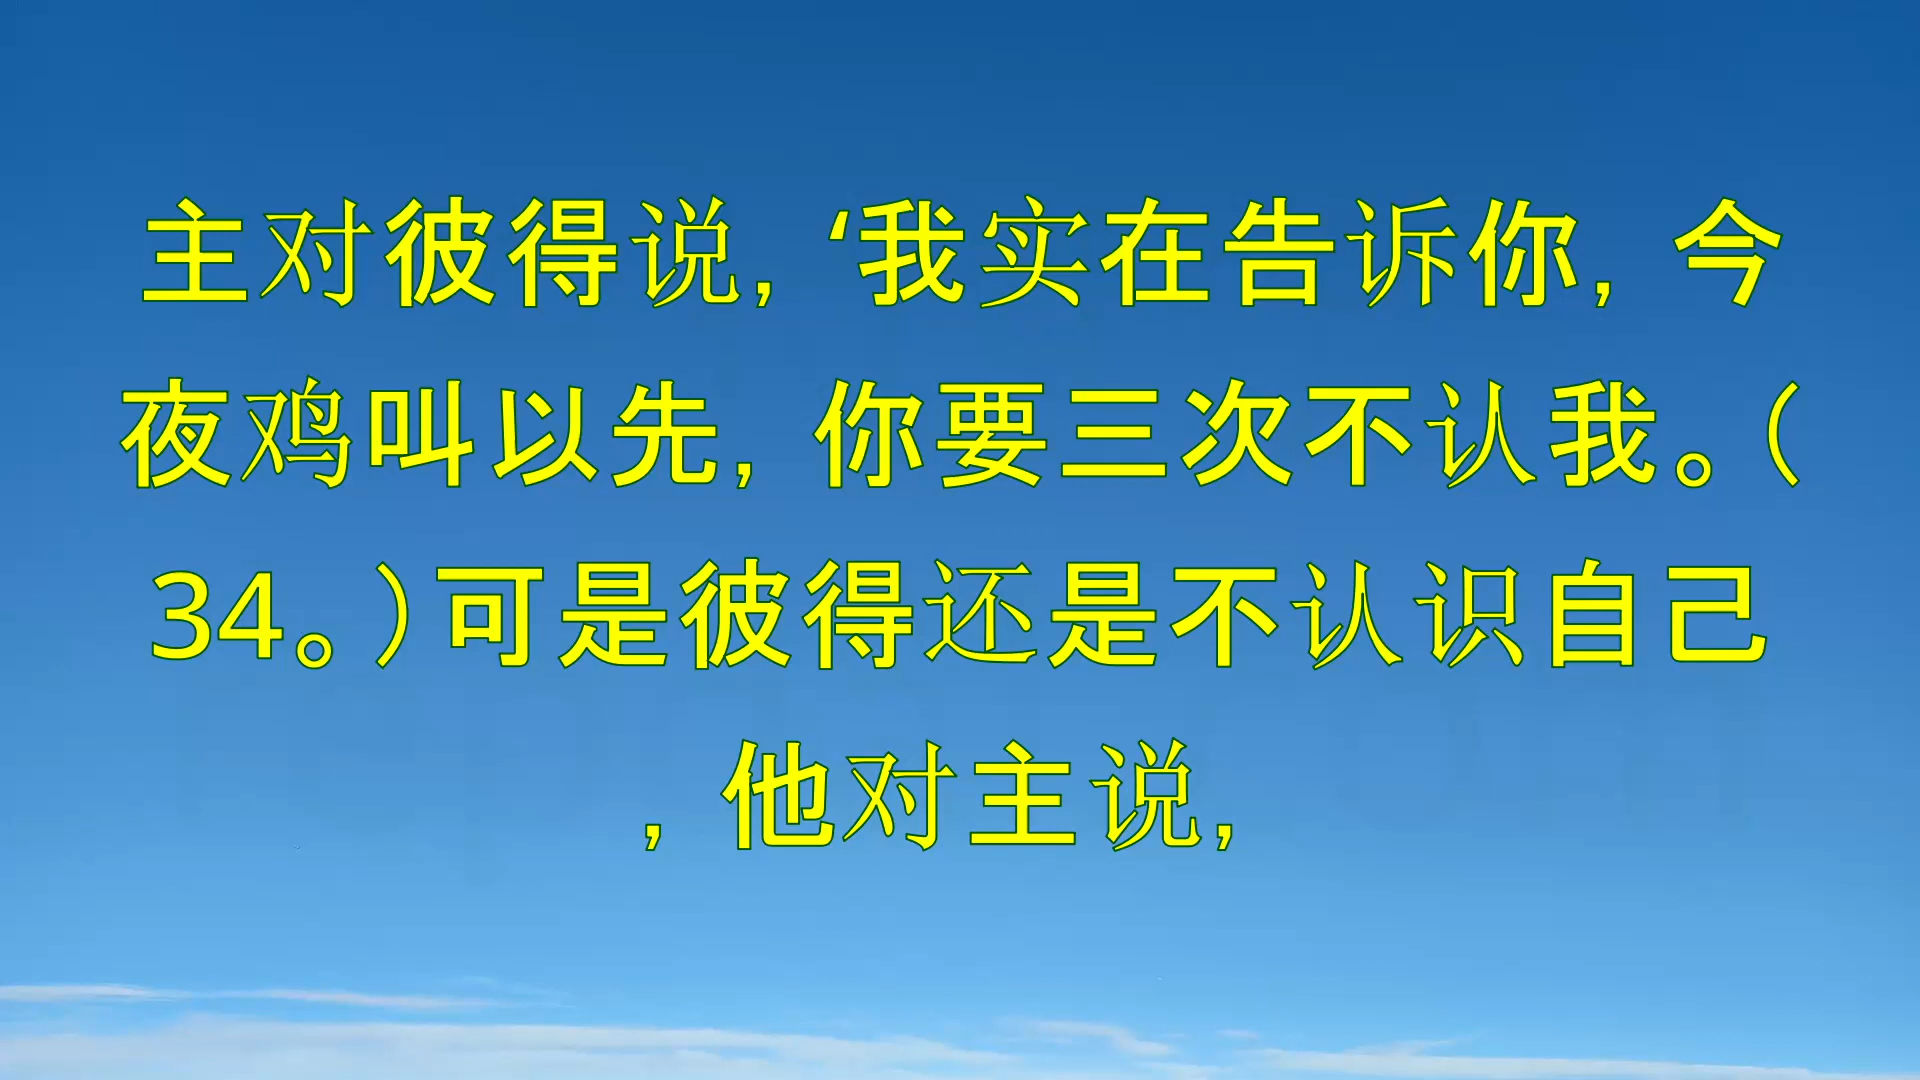 主对彼得说，‘我实在告诉你，今
夜鸡叫以先，你要三次不认我。（
34。）可是彼得还是不认识自己
，他对主说，